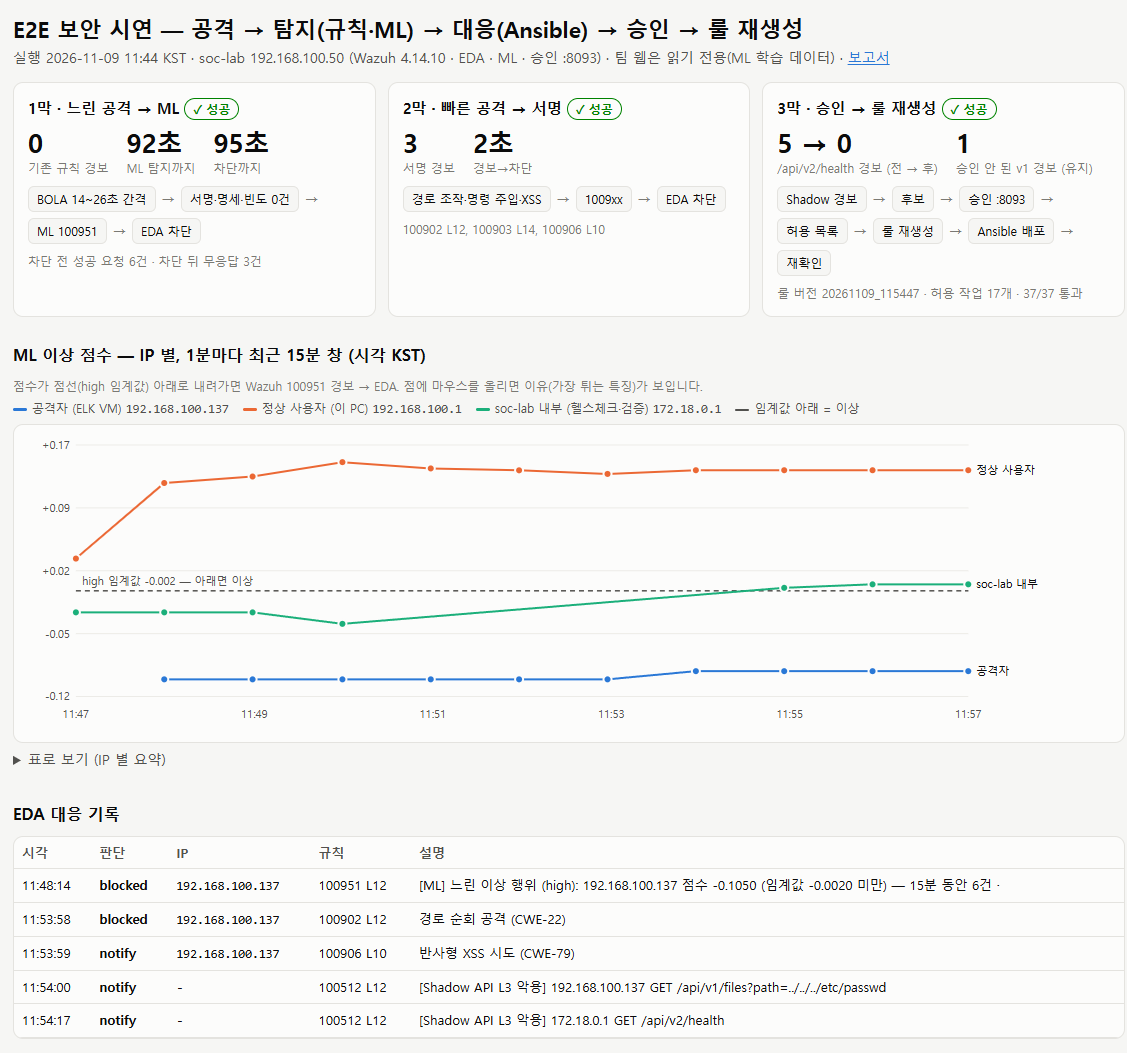 E2E 보안 시연 — 공격 → 탐지(규칙·ML) → 대응(Ansible) → 승인 → 룰 재생성
실행 2026-11-09 11:44 KST · soc-lab 192.168.100.50 (Wazuh 4.14.10 · EDA · ML · 승인 :8093) · 팀 웹은 읽기 전용(ML 학습 데이터) · 보고서
1막 · 느린 공격 → ML ✓ 성공
0 92초 95초
기존 규칙 경보 ML 탐지까지 차단까지
BOLA 14~26초 간격 → 서명·명세·빈도 0건 →
ML 100951 → EDA 차단
차단 전 성공 요청 6건 · 차단 뒤 무응답 3건
2막 · 빠른 공격 → 서명 ✓ 성공
3 2초
서명 경보 경보→차단
경로 조작·명령 주입·XSS → 1009xx → EDA 차단
100902 L12, 100903 L14, 100906 L10
3막 · 승인 → 룰 재생성 ✓ 성공
5 → 0 1
/api/v2/health 경보 (전 → 후) 승인 안 된 v1 경보 (유지)
Shadow 경보 → 후보 → 승인 :8093 →
허용 목록 → 룰 재생성 → Ansible 배포 →
재확인
룰 버전 20261109_115447 · 허용 작업 17개 · 37/37 통과
ML 이상 점수 — IP 별, 1분마다 최근 15분 창 (시각 KST)
점수가 점선(high 임계값) 아래로 내려가면 Wazuh 100951 경보 → EDA. 점에 마우스를 올리면 이유(가장 튀는 특징)가 보입니다.
공격자 (ELK VM) 192.168.100.137 정상 사용자 (이 PC) 192.168.100.1 soc-lab 내부 (헬스체크·검증) 172.18.0.1 임계값 아래 = 이상
+0.17
정상 사용자
+0.09
+0.02
high 임계값 -0.002 — 아래면 이상
soc-lab 내부
-0.05
공격자
-0.12
11:47 11:49 11:51 11:53 11:55 11:57
▶ 표로 보기 (IP 별 요약)
EDA 대응 기록
시각 판단 IP 규칙 설명
11:48:14 blocked 192.168.100.137 100951 L12 [ML] 느린 이상 행위 (high): 192.168.100.137 점수 -0.1050 (임계값 -0.0020 미만) — 15분 동안 6건 ·
11:53:58 blocked 192.168.100.137 100902 L12 경로 순회 공격 (CWE-22)
11:53:59 notify 192.168.100.137 100906 L10 반사형 XSS 시도 (CWE-79)
11:54:00 notify - 100512 L12 [Shadow API L3 악용] 192.168.100.137 GET /api/v1/files?path=../../../etc/passwd
11:54:17 notify - 100512 L12 [Shadow API L3 악용] 172.18.0.1 GET /api/v2/health